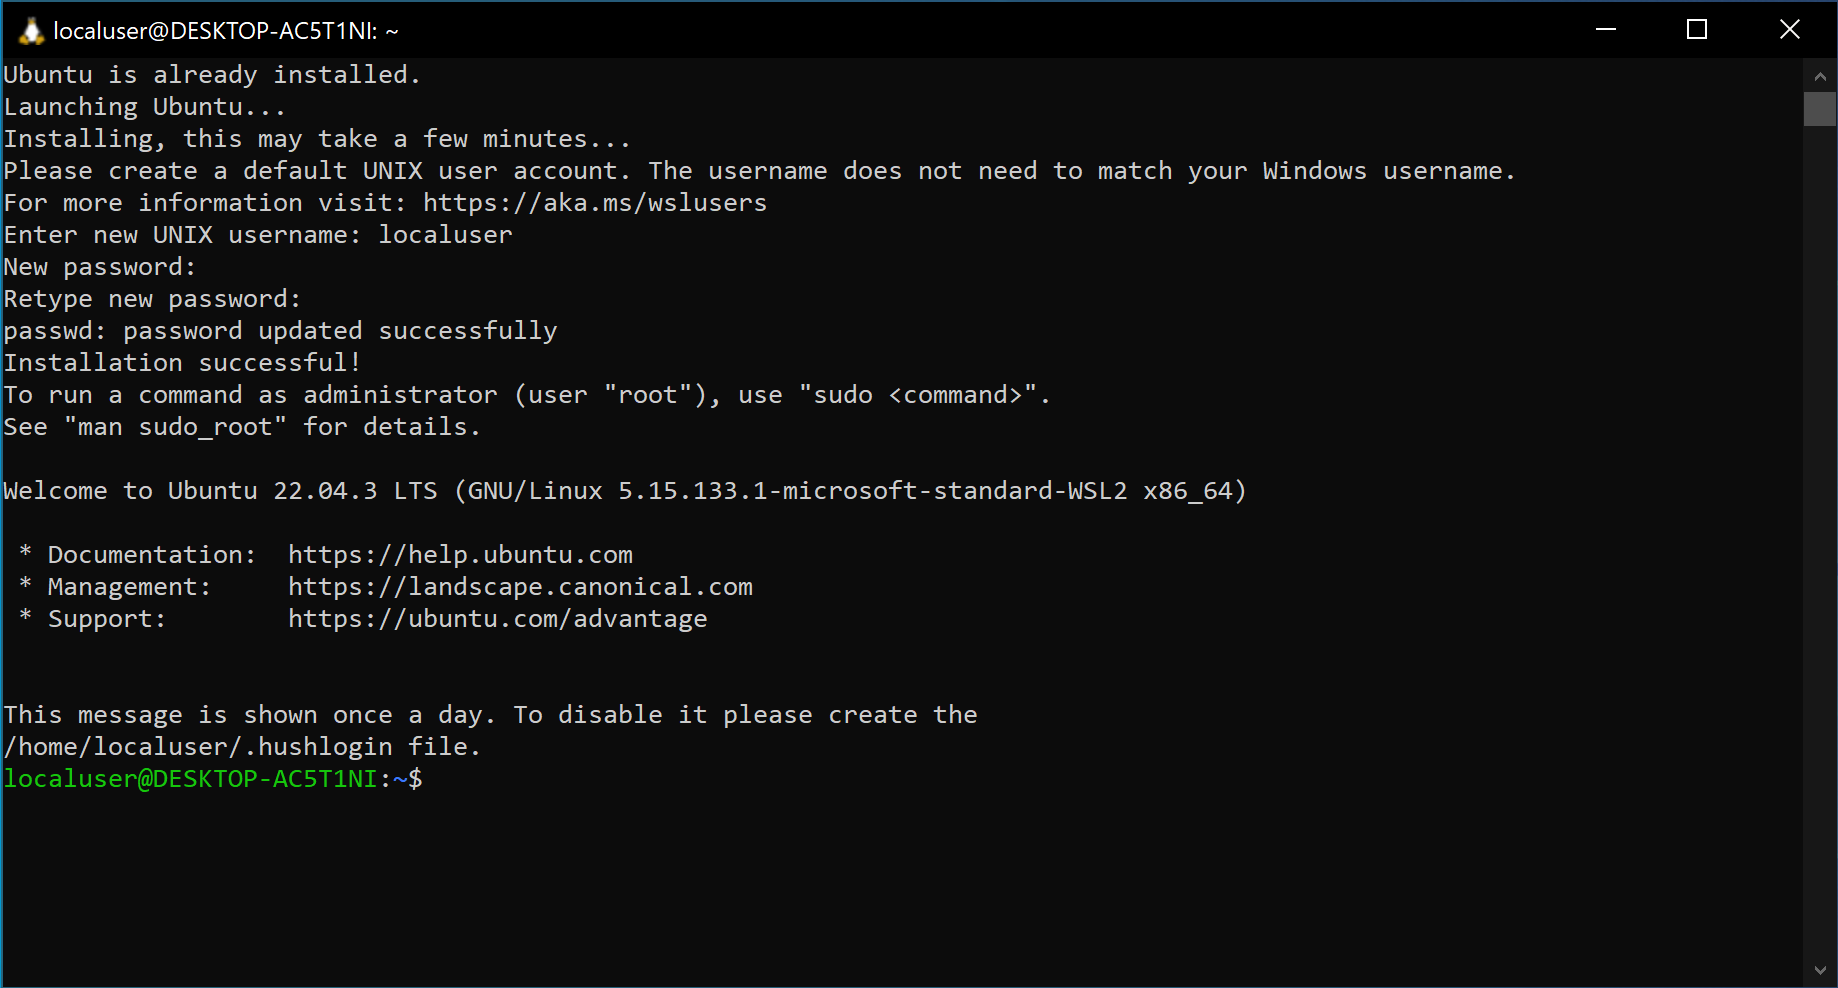 localuser@DESKTOP-AC5T1NI: ~
Ubuntu is already installed.
Launching Ubuntu...
Installing, this may take a few minutes...
Please create a default UNIX user account. The username does not need to match your Windows username.
For more information visit: https://aka.ms/wslusers
Enter new UNIX username: localuser
New password:
Retype new password:
passwd: password updated successfully
Installation successful!
To run a command as administrator (user "root"), use "sudo <command>".
See "man sudo_root" for details.

Welcome to Ubuntu 22.04.3 LTS (GNU/Linux 5.15.133.1-microsoft-standard-WSL2 x86_64)

 * Documentation:  https://help.ubuntu.com
 * Management:     https://landscape.canonical.com
 * Support:        https://ubuntu.com/advantage


This message is shown once a day. To disable it please create the
/home/localuser/.hushlogin file.
localuser@DESKTOP-AC5T1NI:~$